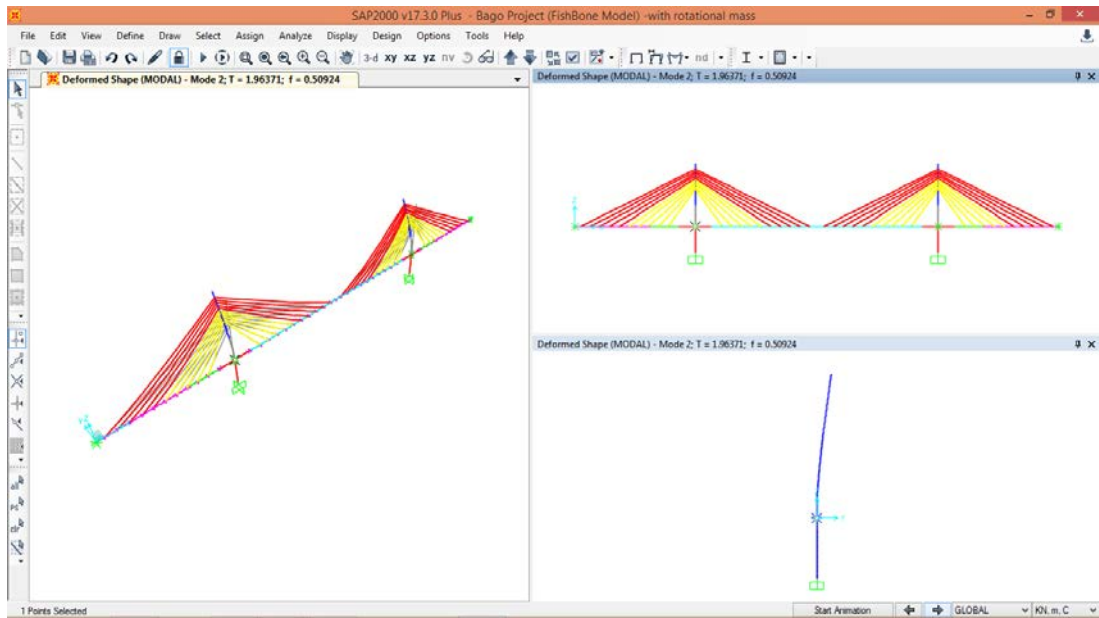 SAP2000 v17.3.0 Plus - Bago Project (FishBone Model) -with rotational mass
File Edit View Define Draw Select Assign Analyze Display Design Options Tools Help
3-d xy xz yz nv nd
Deformed Shape (MODAL) - Mode 2; T = 1.96371; f = 0.50924
Deformed Shape (MODAL) - Mode 2; T = 1.96371; f = 0.50924
Deformed Shape (MODAL) - Mode 2; T = 1.96371; f = 0.50924
all
ps
clr
1 Points Selected
Start Animation
GLOBAL
KN, m, C